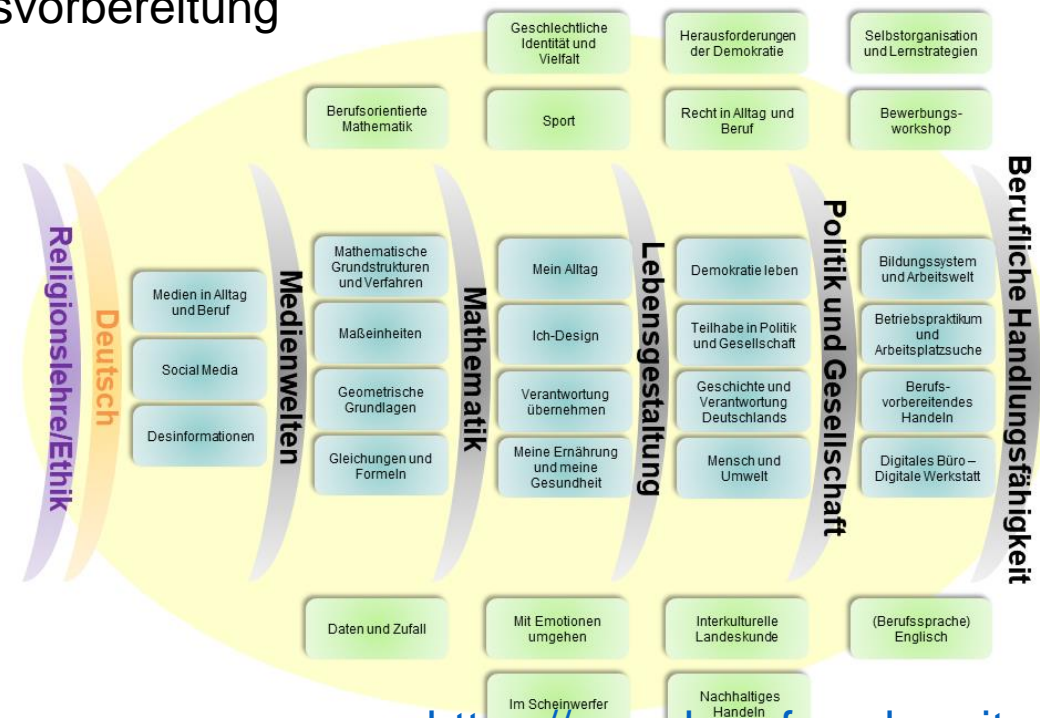 svorbereitung
Geschlechtliche
Identität und
Vielfalt
Herausforderungen
der Demokratie
Selbstorganisation
und Lernstrategien
Berufsorientierte
Mathematik
Sport
Recht in Alltag und
Beruf
Bewerbungs-
workshop
Religionslehre/Ethik
Deutsch
Medien in Alltag
und Beruf
Social Media
Desinformationen
Medienwelten
Mathematische
Grundstrukturen
und Verfahren
Maßeinheiten
Geometrische
Grundlagen
Gleichungen und
Formeln
Mathematik
Mein Alltag
Ich-Design
Verantwortung
übernehmen
Meine Ernährung
und meine
Gesundheit
Lebensgestaltung
Demokratie leben
Teilhabe in Politik
und Gesellschaft
Geschichte und
Verantwortung
Deutschlands
Mensch und
Umwelt
Politik und Gesellschaft
Bildungssystem
und Arbeitswelt
Betriebspraktikum
und
Arbeitsplatzsuche
Berufs-
vorbereitendes
Handeln
Digitales Büro –
Digitale Werkstatt
Berufliche Handlungsfähigkeit
Daten und Zufall
Mit Emotionen
umgehen
Interkulturelle
Landeskunde
(Berufssprache)
Englisch
Im Scheinwerfer
Nachhaltiges
Handeln